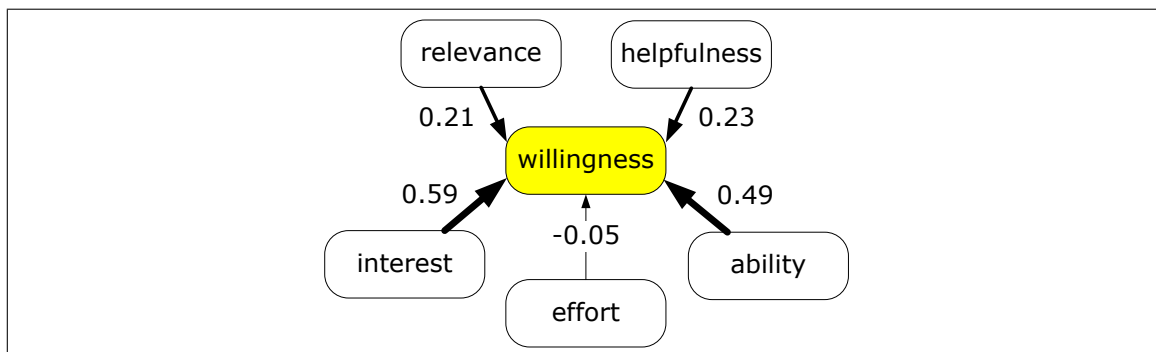 relevance
helpfulness
0.21
0.23
willingness
0.59
0.49
-0.05
interest
ability
effort